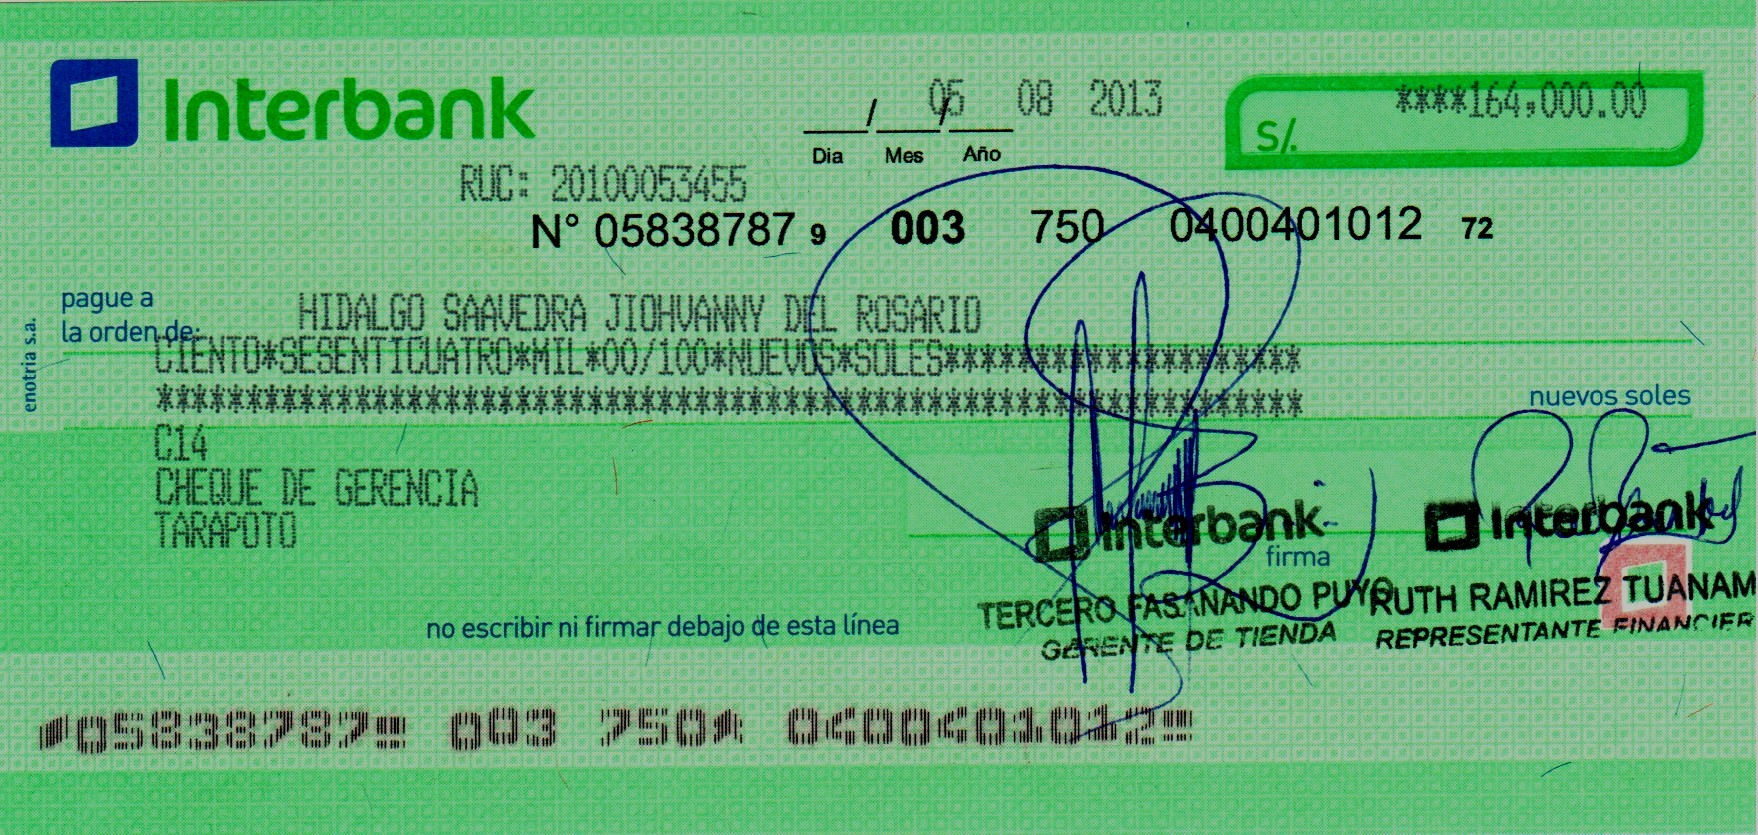 Interbank
05 08 2013
S/. ****164,000.00
Dia Mes Año
RUC: 20100053455
N° 05838787 9 003 750 0400401012 72
pague a
la orden de: HIDALGO SAAVEDRA JIOHVANNY DEL ROSARIO
CIENTO*SESENTICUATRO*MIL*00/100*NUEVOS*SOLES********************
*****************************************************************
nuevos soles
enotria s.a.
C14
CHEQUE DE GERENCIA
TARAPOTO
Interbank Interbank
firma
TERCERO FASANANDO PUYO RUTH RAMIREZ TUANAM
GERENTE DE TIENDA REPRESENTANTE FINANCIER
no escribir ni firmar debajo de esta línea
05838787 003 750 0400401012